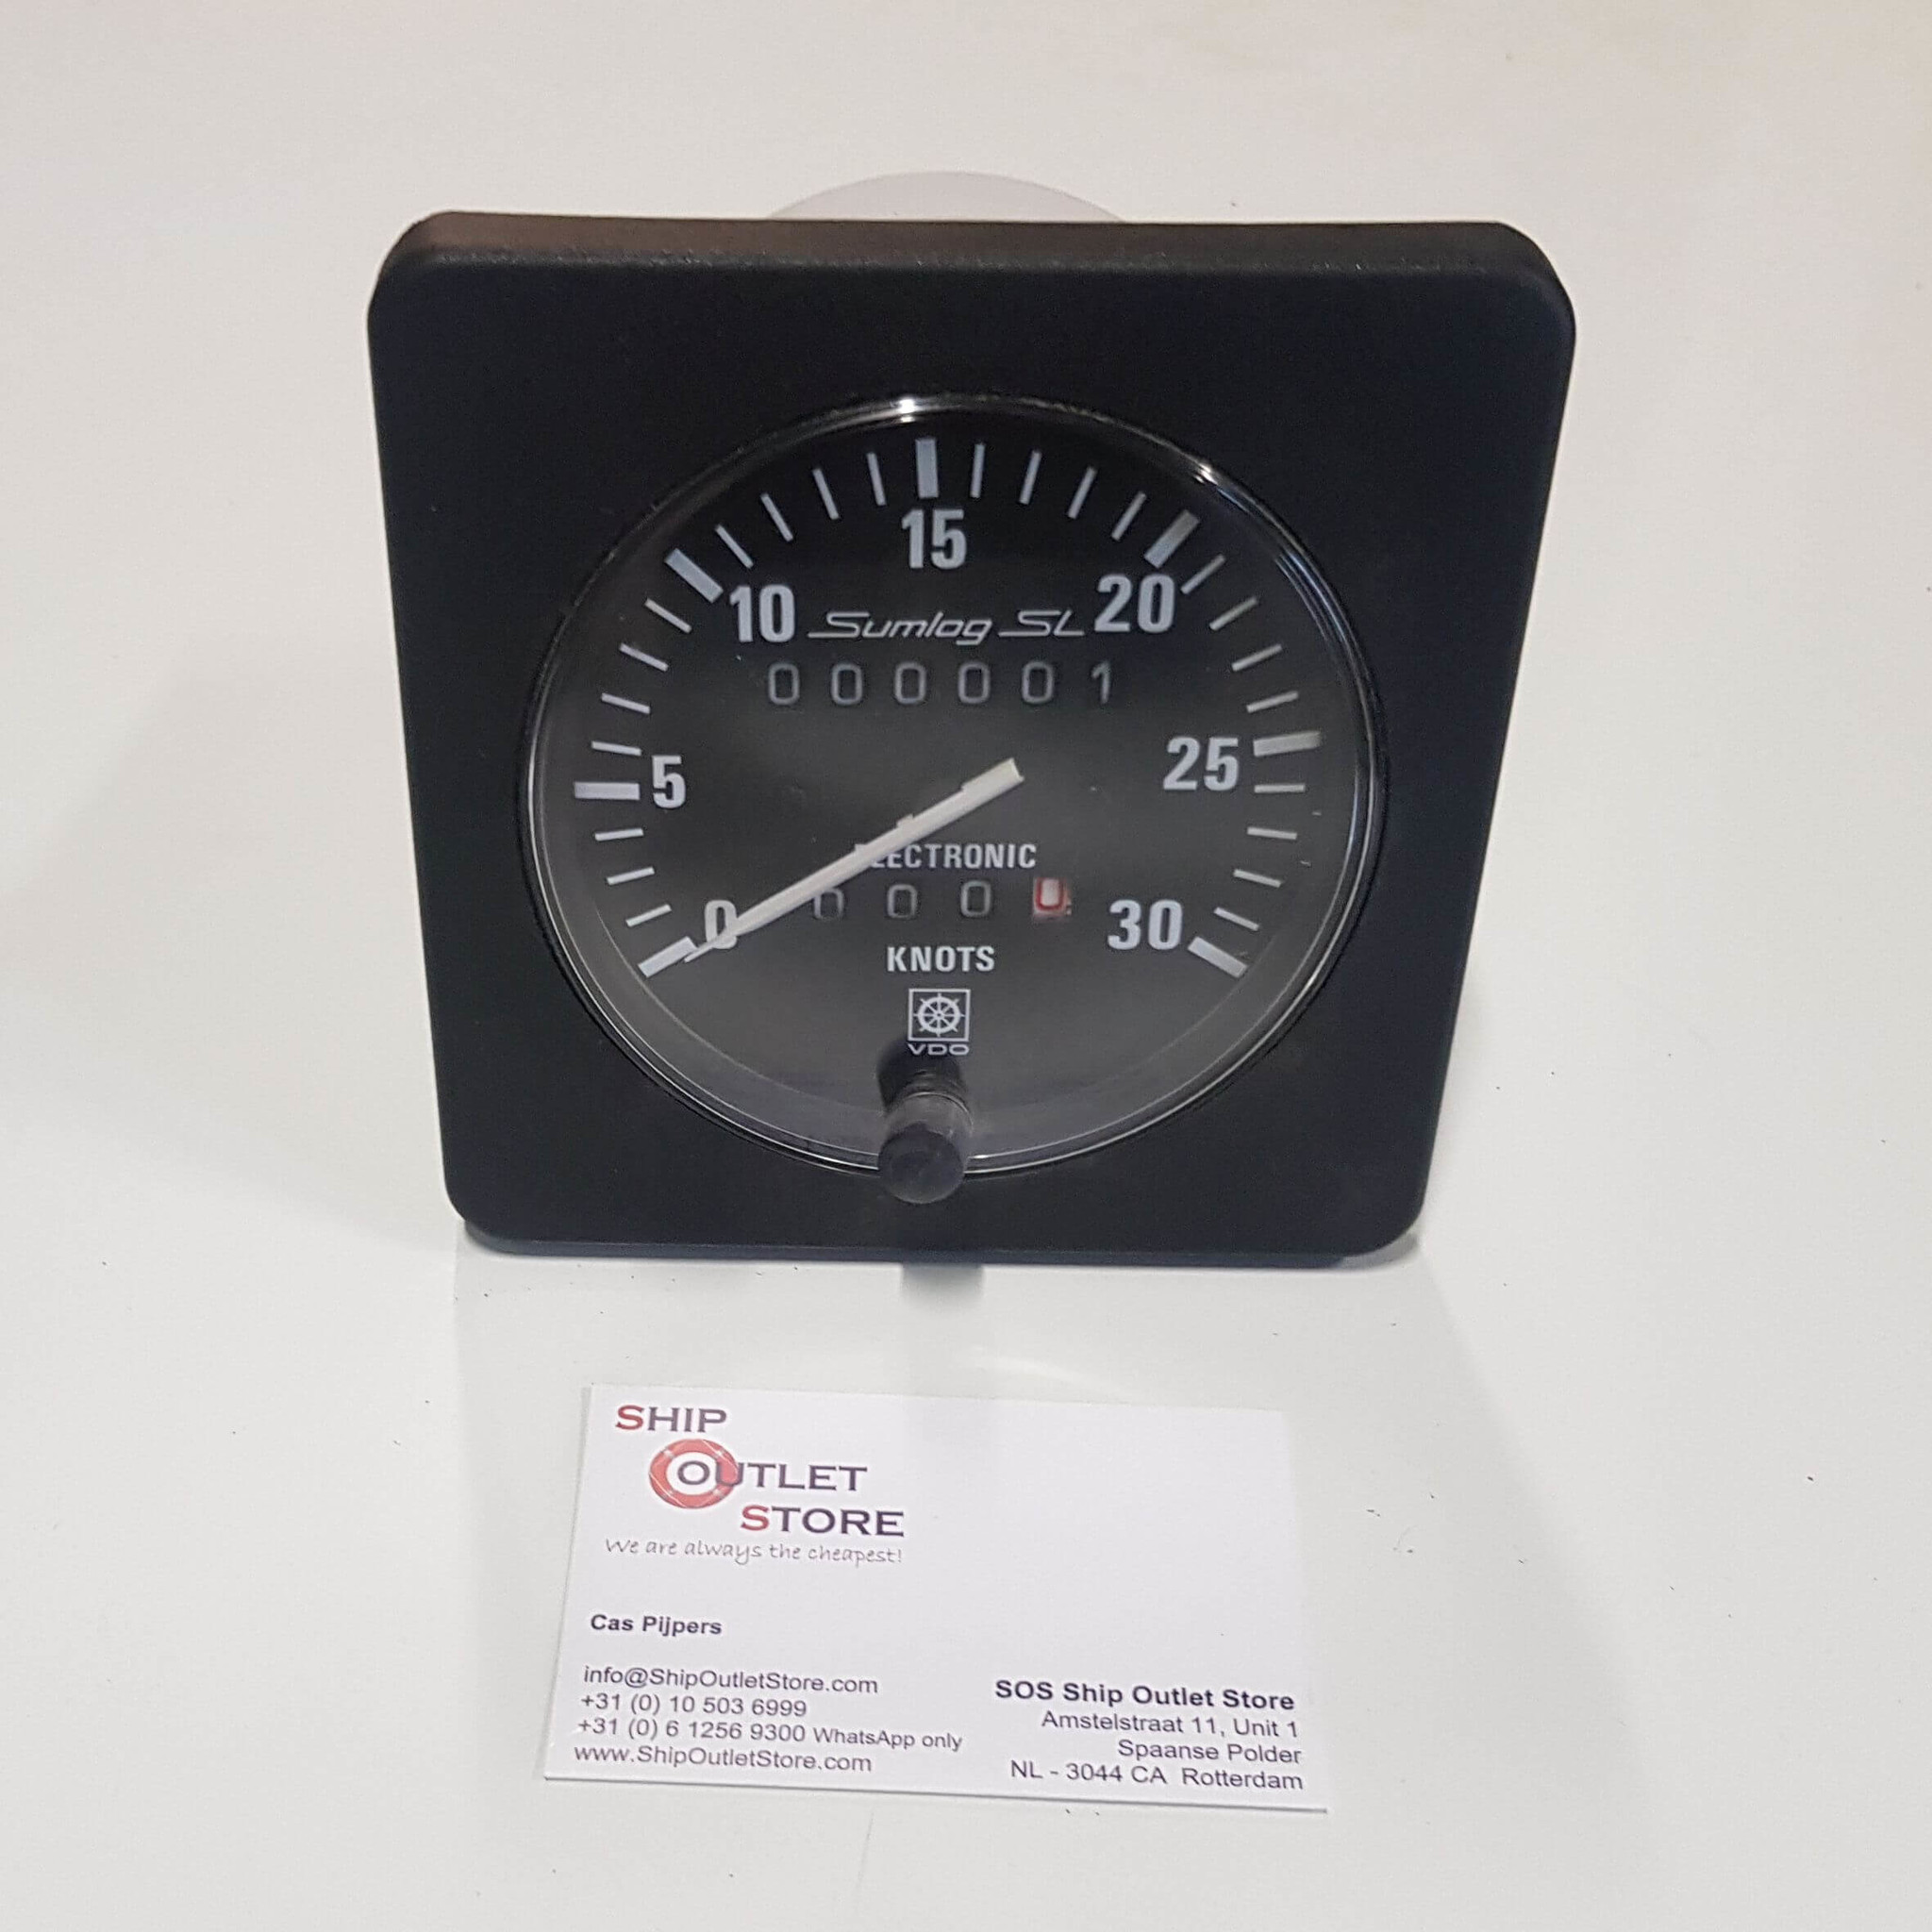 15
10 Sumlog SL 20
000001
5 25
ELECTRONIC
0 0000 30
KNOTS
VDO
SHIP
OUTLET
STORE
We are always the cheapest!
Cas Pijpers
info@ShipOutletStore.com
+31 (0) 10 503 6999
+31 (0) 6 1256 9300 WhatsApp only
www.ShipOutletStore.com
SOS Ship Outlet Store
Amstelstraat 11, Unit 1
Spaanse Polder
NL - 3044 CA Rotterdam